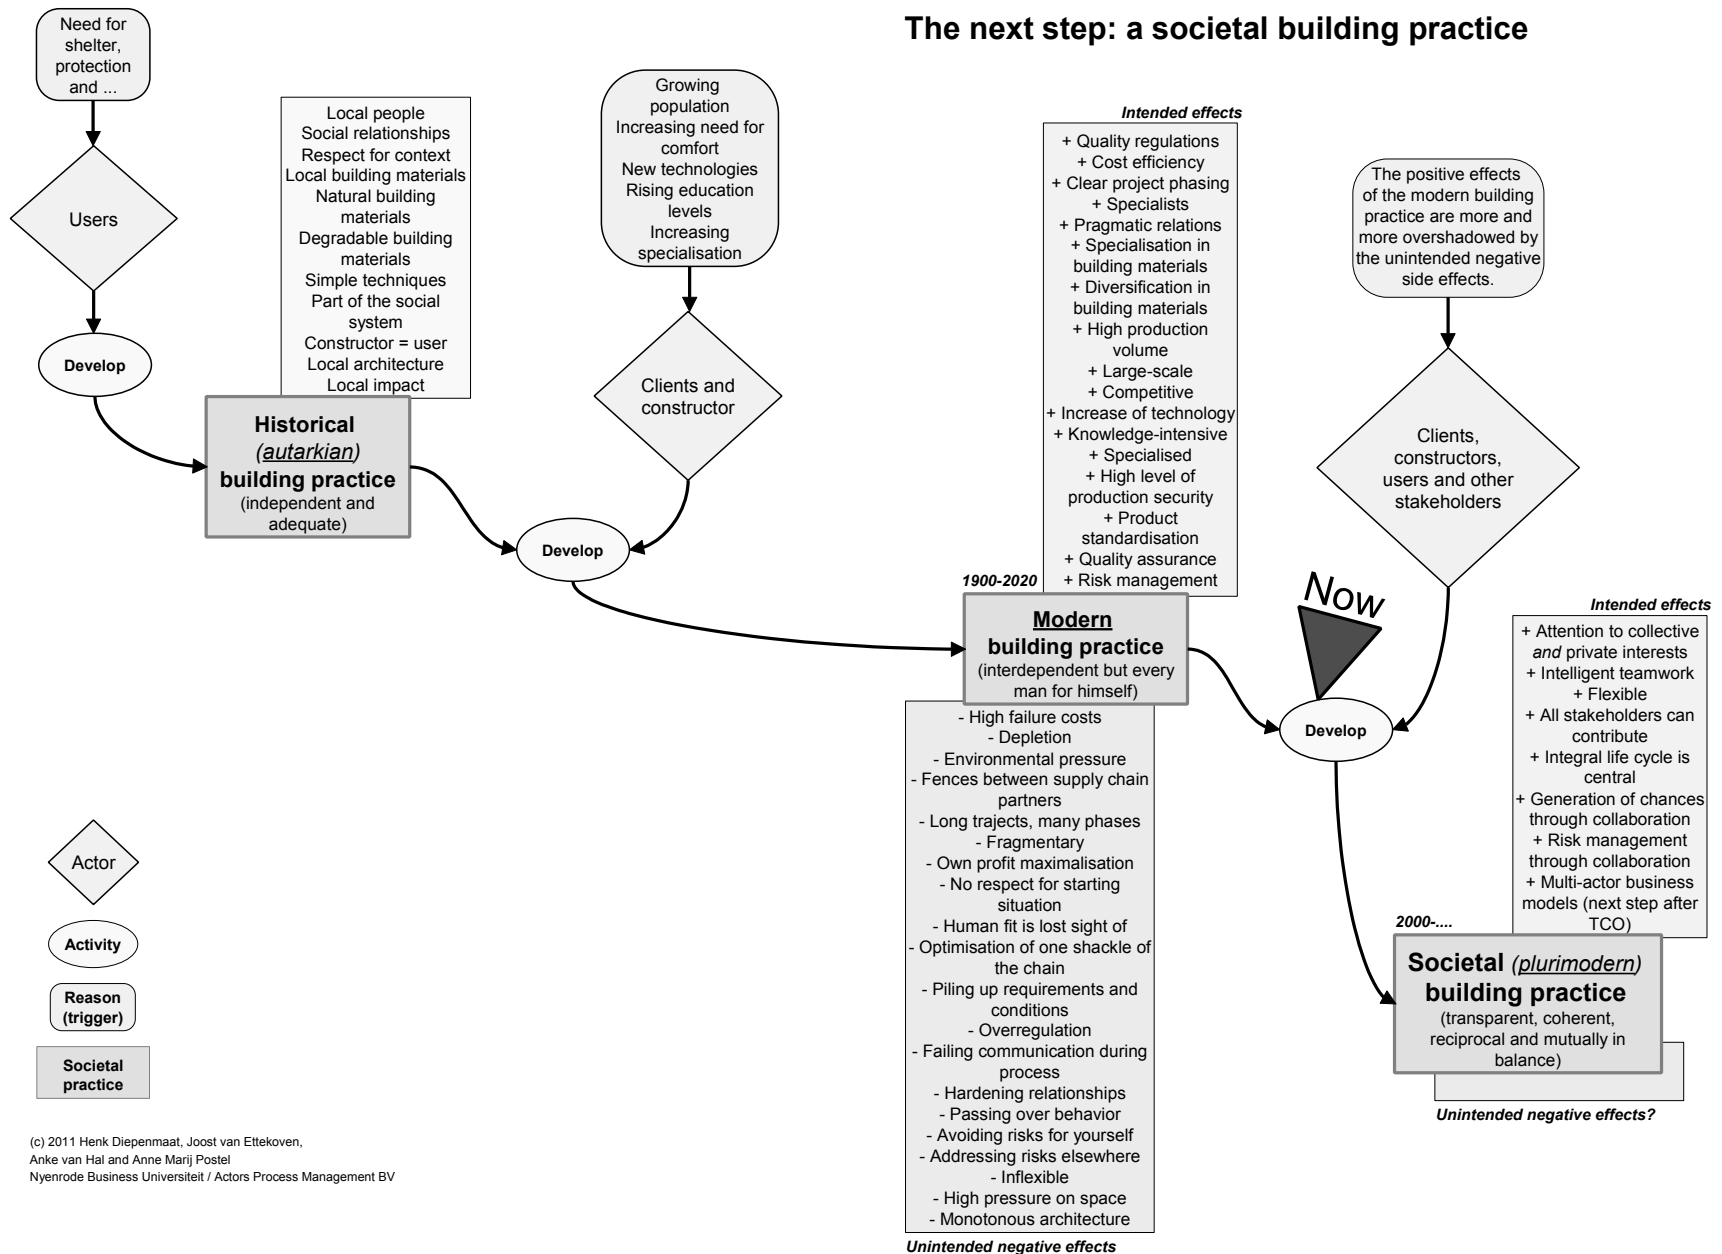 The next step: a societal building practice
Need for
shelter,
protection
and ...
Users
Develop
Local people
Social relationships
Respect for context
Local building materials
Natural building
materials
Degradable building
materials
Simple techniques
Part of the social
system
Constructor = user
Local architecture
Local impact
Historical
(autarkian)
building practice
(independent and
adequate)
Growing
population
Increasing need for
comfort
New technologies
Rising education
levels
Increasing
specialisation
Clients and
constructor
Develop
Intended effects
+ Quality regulations
+ Cost efficiency
+ Clear project phasing
+ Specialists
+ Pragmatic relations
+ Specialisation in
building materials
+ Diversification in
building materials
+ High production
volume
+ Large-scale
+ Competitive
+ Increase of technology
+ Knowledge-intensive
+ Specialised
+ High level of
production security
+ Product
standardisation
+ Quality assurance
+ Risk management
1900-2020
Modern
building practice
(interdependent but every
man for himself)
- High failure costs
- Depletion
- Environmental pressure
- Fences between supply chain
partners
- Long trajects, many phases
- Fragmentary
- Own profit maximalisation
- No respect for starting
situation
- Human fit is lost sight of
- Optimisation of one shackle of
the chain
- Piling up requirements and
conditions
- Overregulation
- Failing communication during
process
- Hardening relationships
- Passing over behavior
- Avoiding risks for yourself
- Addressing risks elsewhere
- Inflexible
- High pressure on space
- Monotonous architecture
Unintended negative effects
The positive effects
of the modern building
practice are more and
more overshadowed by
the unintended negative
side effects.
Clients,
constructors,
users and other
stakeholders
Now
Develop
Intended effects
+ Attention to collective
and private interests
+ Intelligent teamwork
+ Flexible
+ All stakeholders can
contribute
+ Integral life cycle is
central
+ Generation of chances
through collaboration
+ Risk management
through collaboration
+ Multi-actor business
models (next step after
TCO)
2000-....
Societal (plurimodern)
building practice
(transparent, coherent,
reciprocal and mutually in
balance)
Unintended negative effects?
Actor
Activity
Reason
(trigger)
Societal
practice
(c) 2011 Henk Diepenmaat, Joost van Ettekoven,
Anke van Hal and Anne Marij Postel
Nyenrode Business Universiteit / Actors Process Management BV